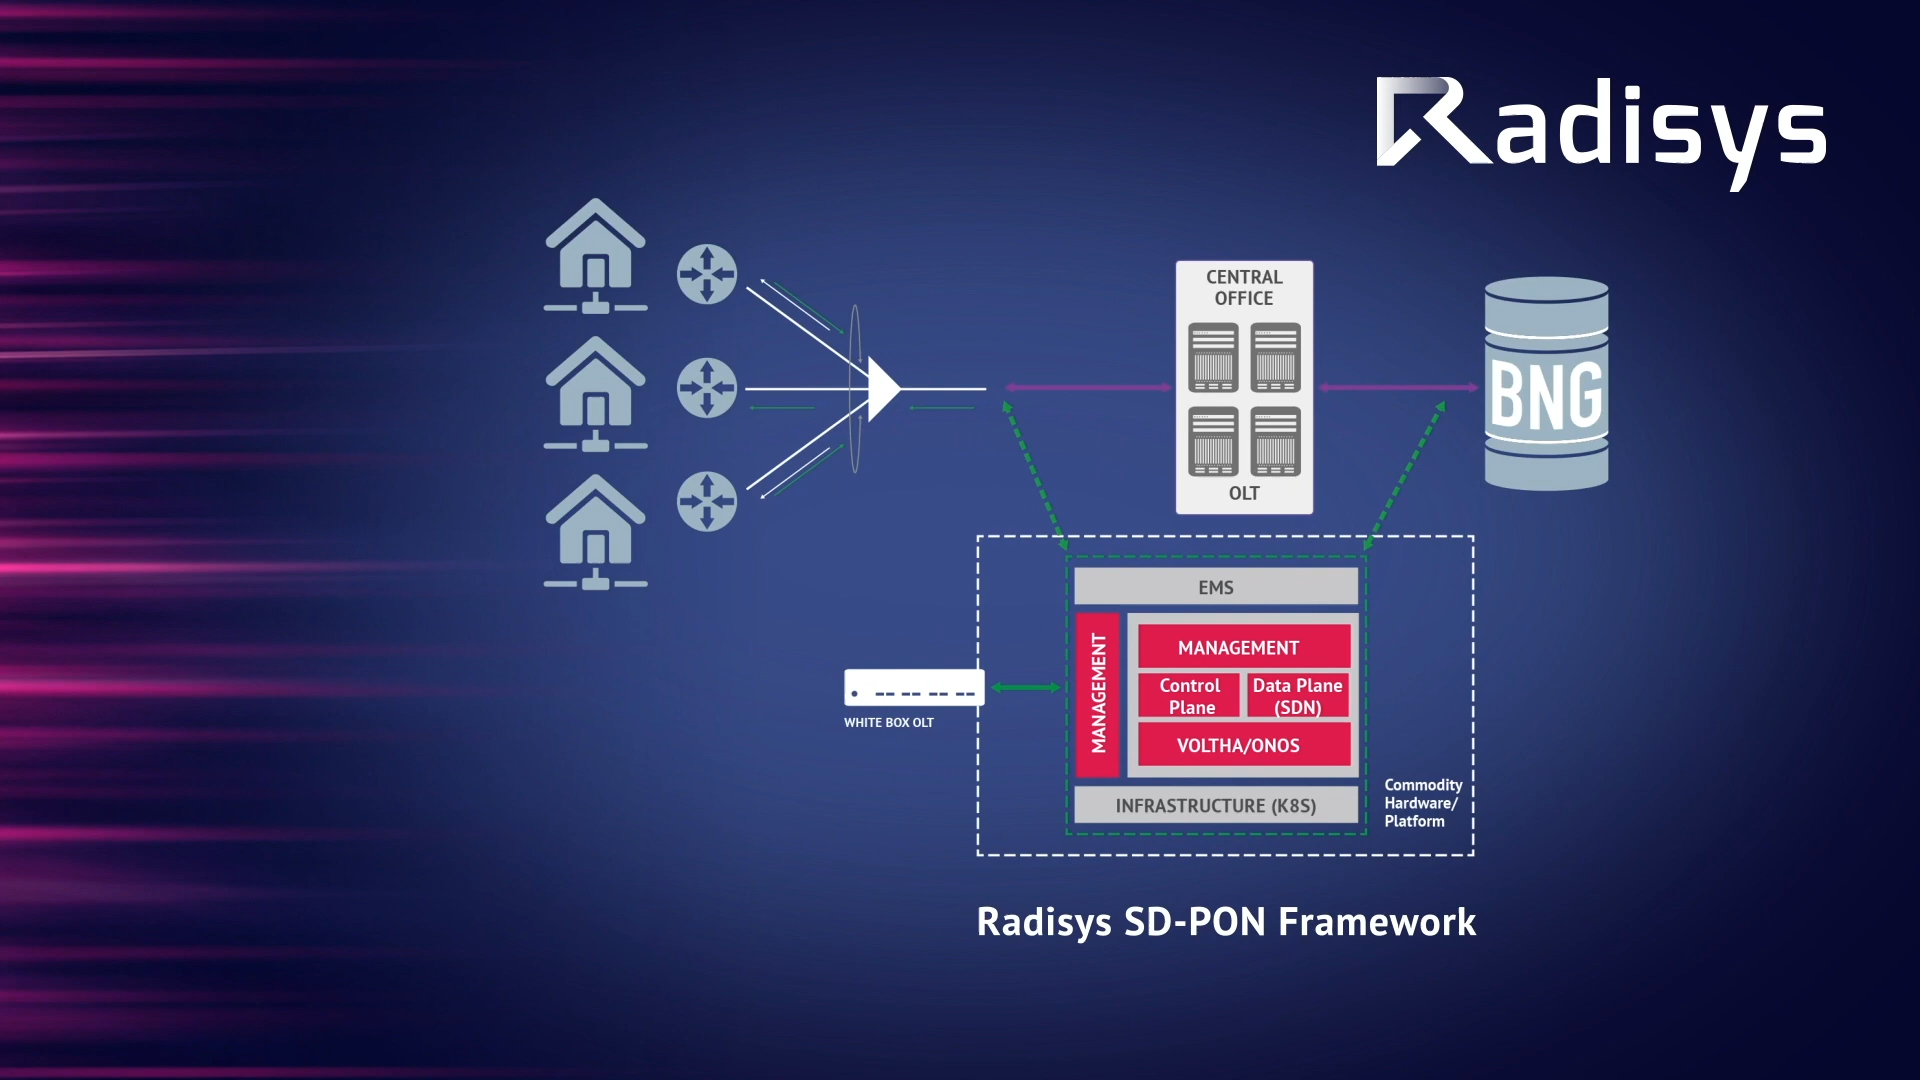 Radisys
CENTRAL
OFFICE
OLT
BNG
EMS
MANAGEMENT
MANAGEMENT
Control
Plane
Data Plane
(SDN)
VOLTHA/ONOS
INFRASTRUCTURE (K8S)
WHITE BOX OLT
Commodity
Hardware/
Platform
Radisys SD-PON Framework